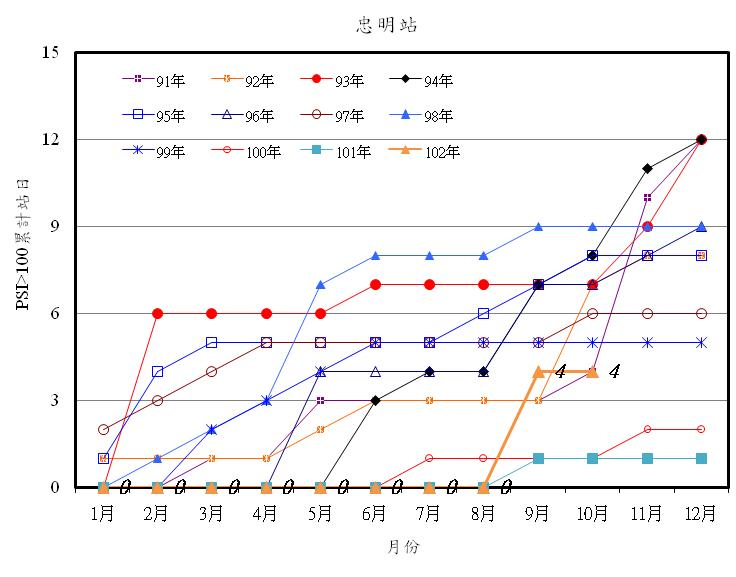 忠明站
15
12
9
6
3
0
PSI>100累計站日
91年 92年 93年 94年
95年 96年 97年 98年
99年 100年 101年 102年
4 4
0 0 0 0 0 0 0 0
1月 2月 3月 4月 5月 6月 7月 8月 9月 10月 11月 12月
月份